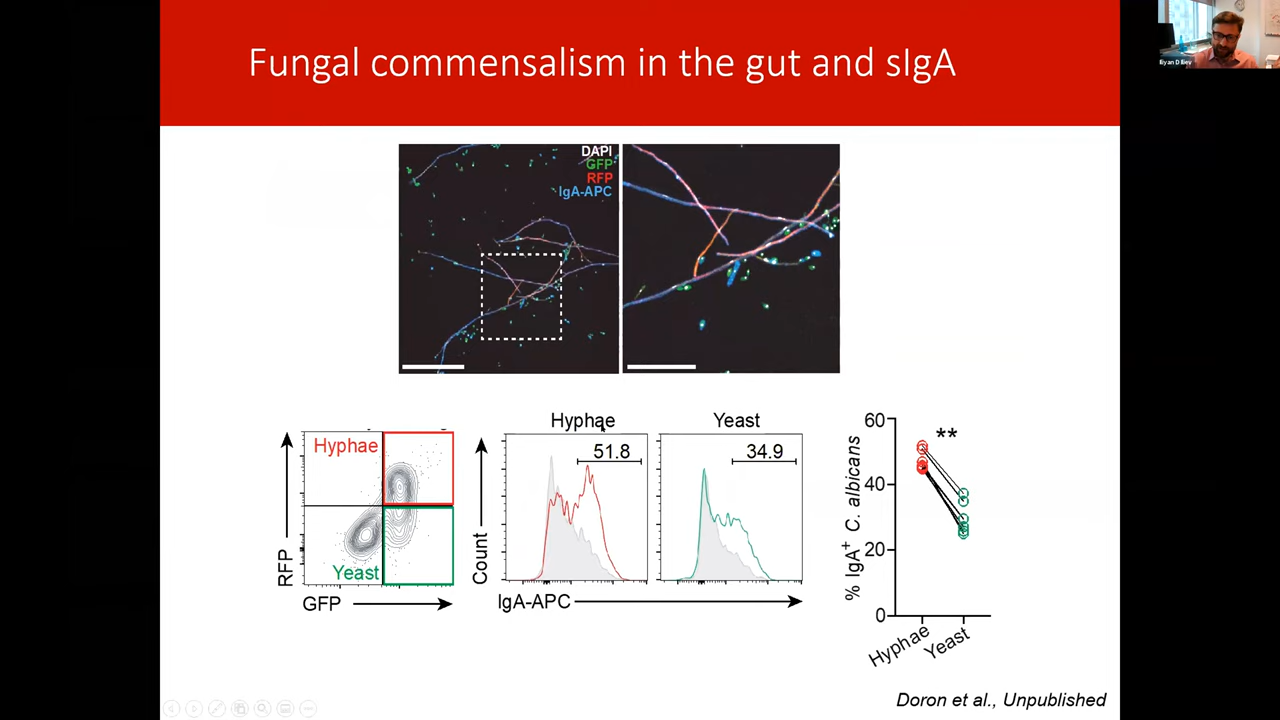 Fungal commensalism in the gut and sIgA
DAPI
GFP
RFP
IgA-APC
Hyphae
Yeast
RFP
GFP
Hyphae
51.8
Yeast
34.9
Count
IgA-APC
60
40
20
0
**
% IgA+ C. albicans
Hyphae
Yeast
Doron et al., Unpublished